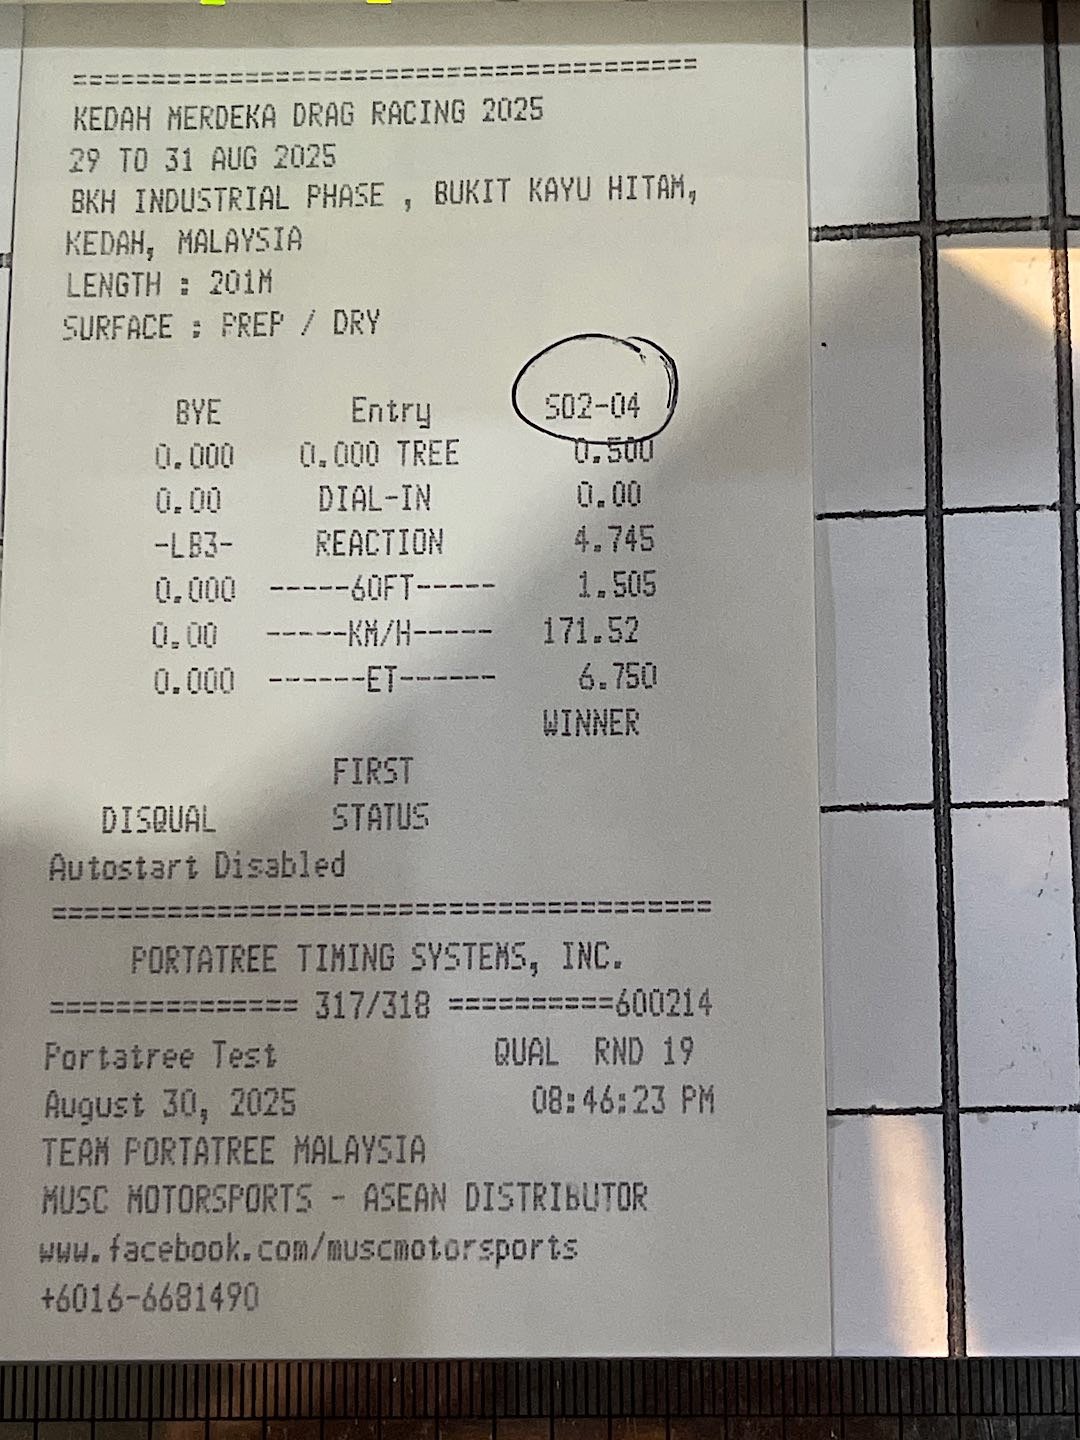 ========================================
KEDAH MERDEKA DRAG RACING 2025
29 TO 31 AUG 2025
BKH INDUSTRIAL PHASE , BUKIT KAYU HITAM,
KEDAH, MALAYSIA
LENGTH : 201M
SURFACE : PREP / DRY
BYE Entry S02-04
0.000 0.000 TREE 0.500
0.00 DIAL-IN 0.00
-LB3- REACTION 4.745
0.000 -----60FT----- 1.505
0.00 -----KM/H----- 171.52
0.000 ------ET------ 6.750
WINNER
FIRST
DISQUAL STATUS
Autostart Disabled
========================================
PORTATREE TIMING SYSTEMS, INC.
=============== 317/318 ==========600214
Portatree Test QUAL RND 19
August 30, 2025 08:46:23 PM
TEAM PORTATREE MALAYSIA
MUSC MOTORSPORTS - ASEAN DISTRIBUTOR
www.facebook.com/muscmotorsports
+6016-6681490